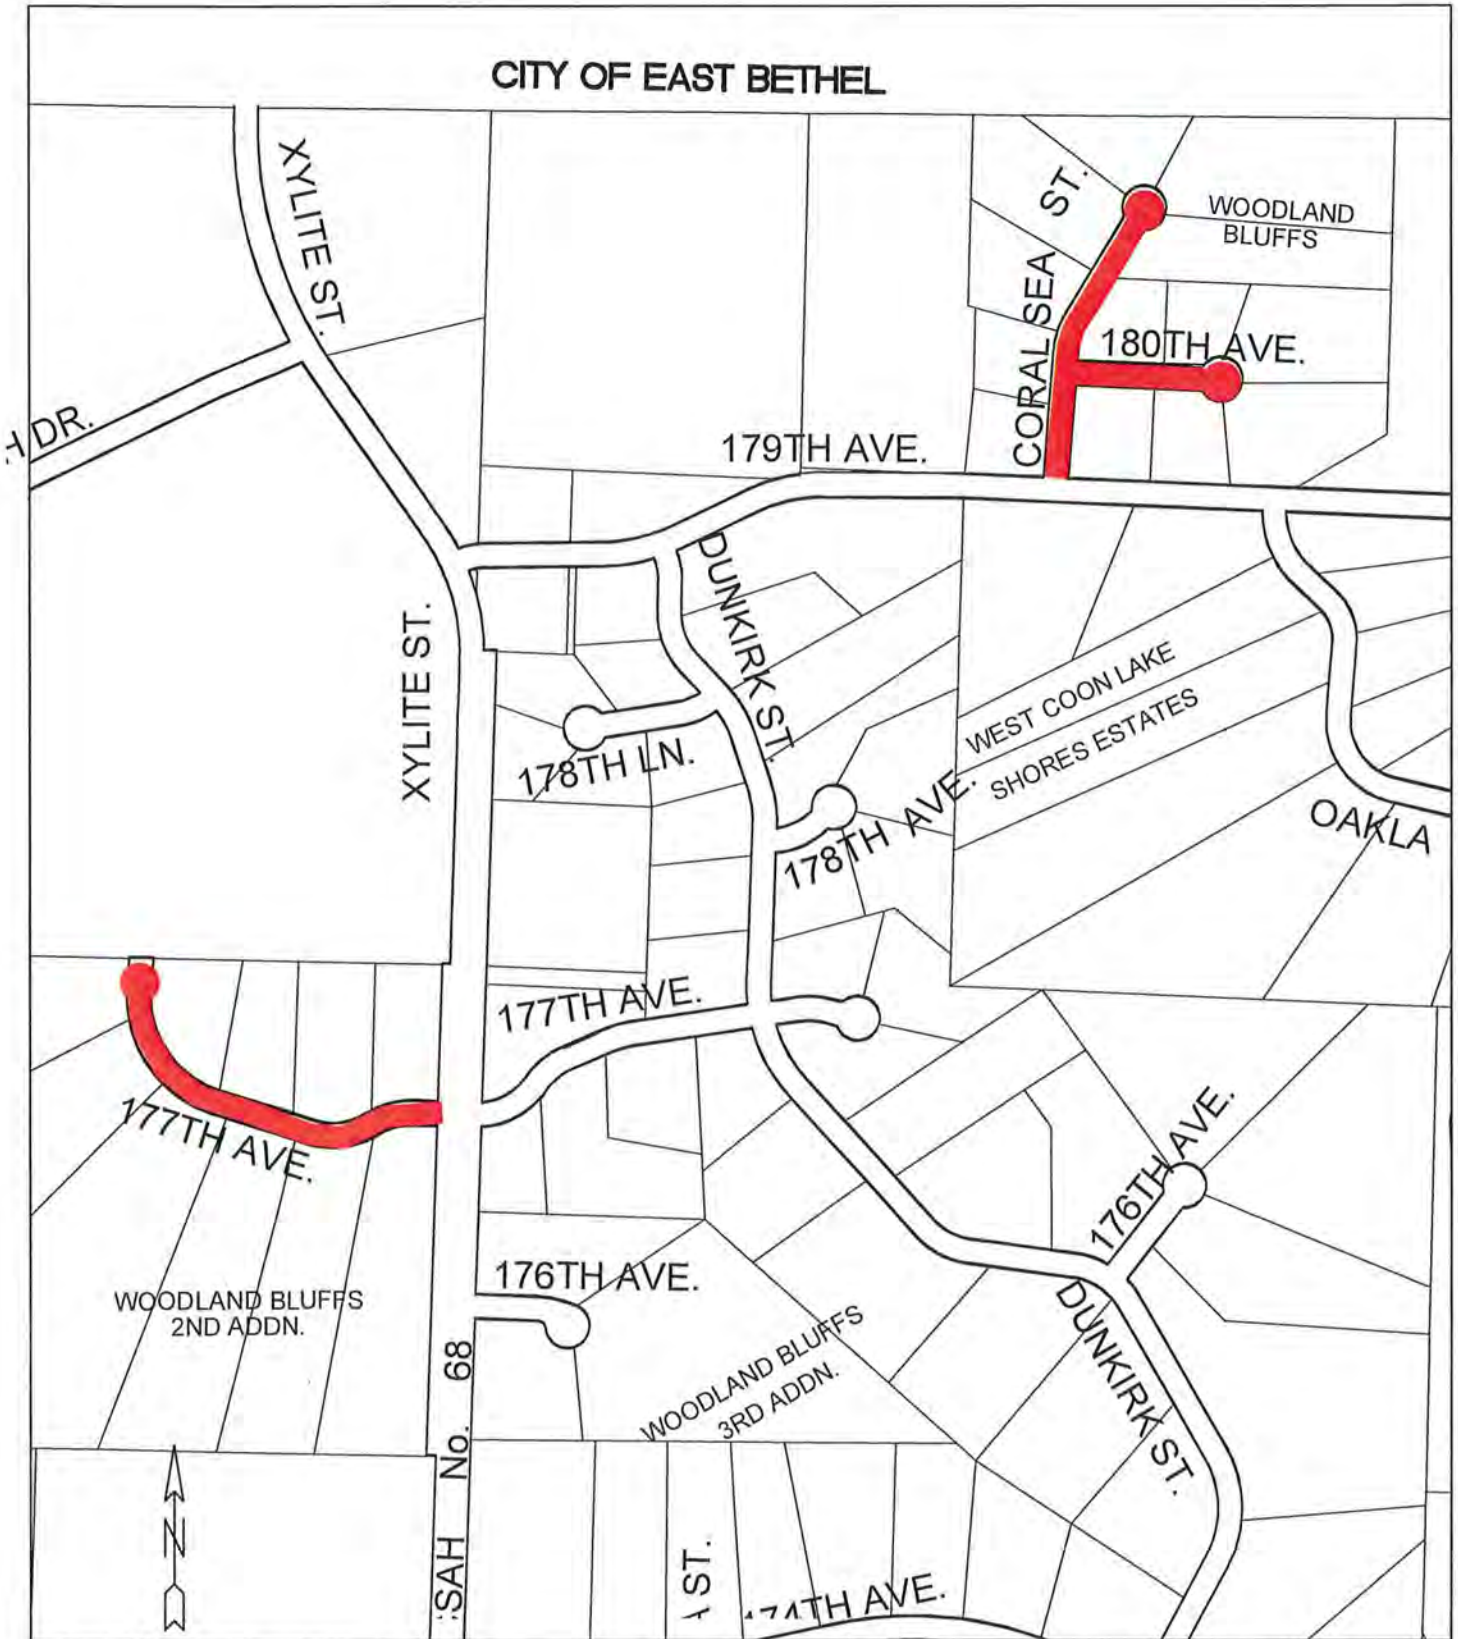 CITY OF EAST BETHEL
XYLITE ST.
CORAL SEA ST.
WOODLAND
BLUFFS
180TH AVE.
H DR.
179TH AVE.
DUNKIRK ST.
XYLITE ST.
178TH LN.
WEST COON LAKE
SHORES ESTATES
178TH AVE.
OAKLA
177TH AVE.
177TH AVE.
176TH AVE.
176TH AVE.
WOODLAND BLUFFS
2ND ADDN.
DUNKIRK ST.
WOODLAND BLUFFS
3RD ADDN.
SAH No. 68
N
ST.
174TH AVE.